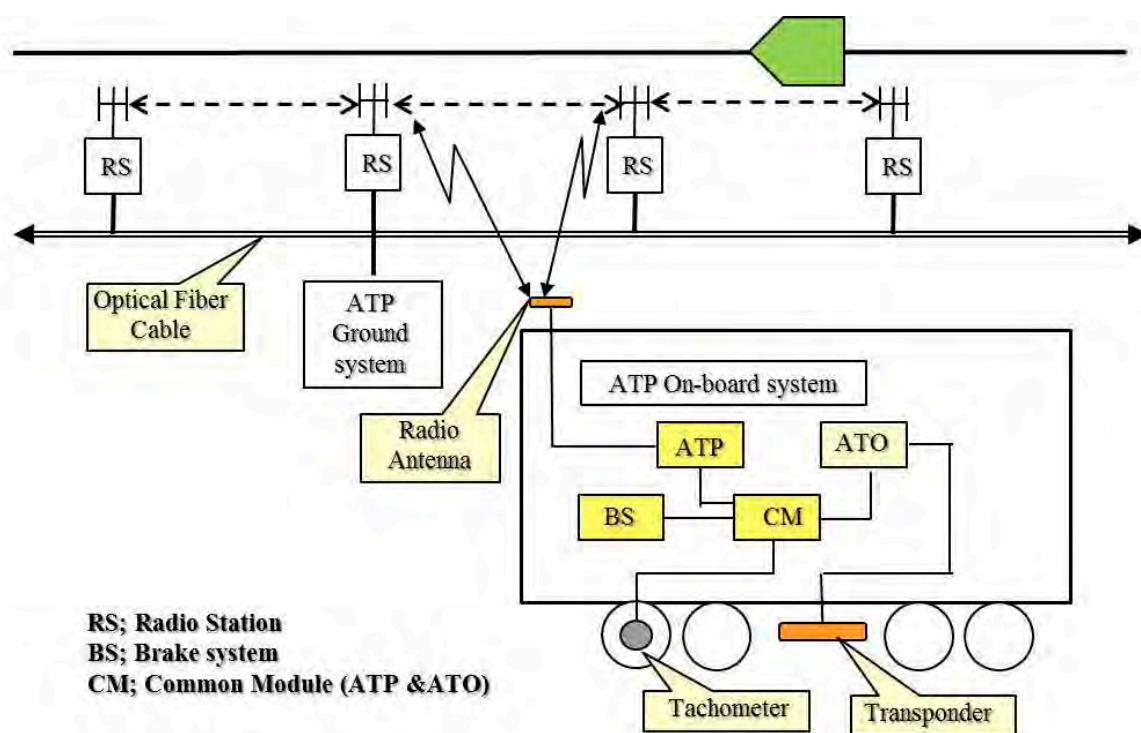 RS
RS
RS
RS
Optical Fiber
Cable
ATP
Ground
system
Radio
Antenna
ATP On-board system
ATP
ATO
BS
CM
RS; Radio Station
BS; Brake system
CM; Common Module (ATP &ATO)
Tachometer
Transponder